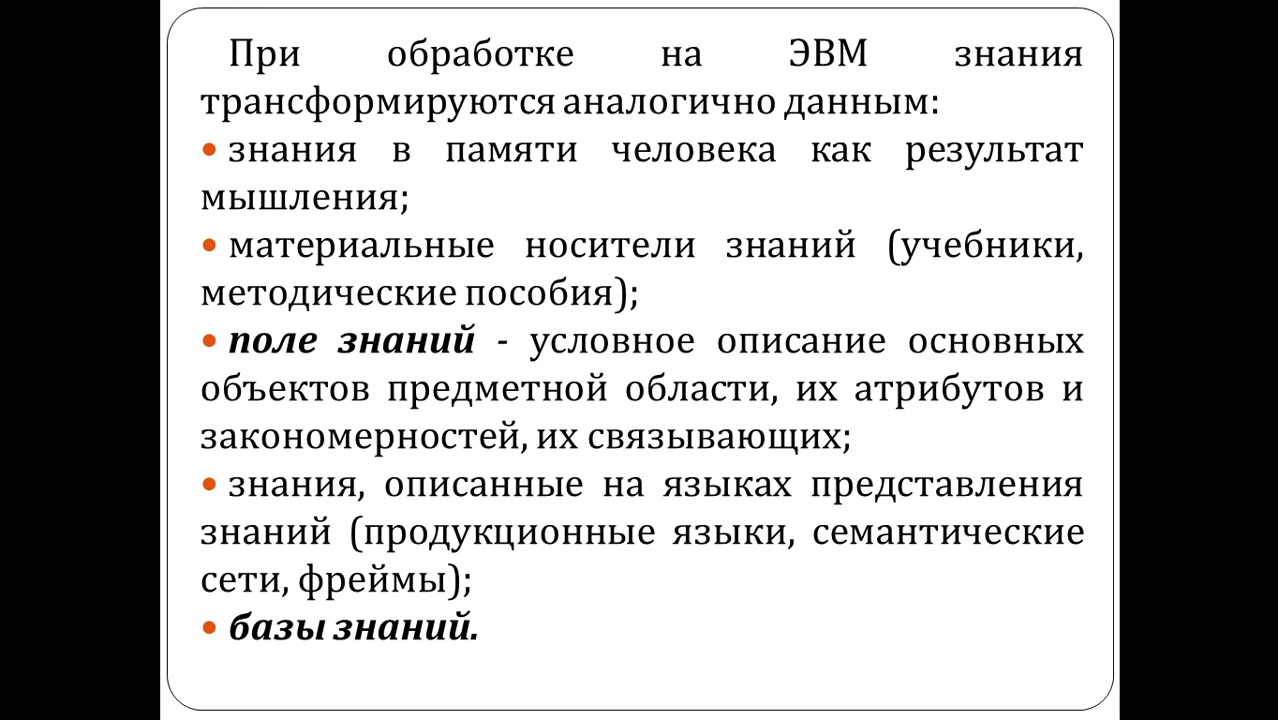 При обработке на ЭВМ знания
трансформируются аналогично данным:
• знания в памяти человека как результат
мышления;
• материальные носители знаний (учебники,
методические пособия);
• поле знаний - условное описание основных
объектов предметной области, их атрибутов и
закономерностей, их связывающих;
• знания, описанные на языках представления
знаний (продукционные языки, семантические
сети, фреймы);
• базы знаний.